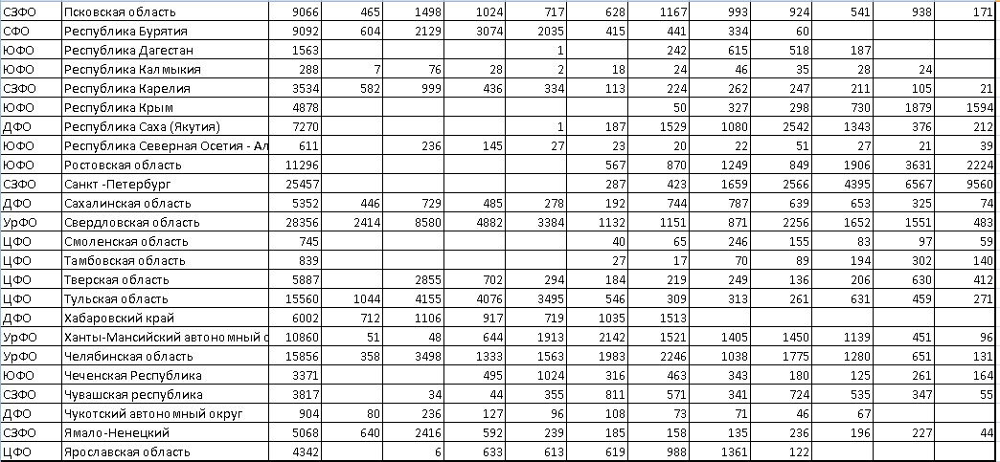 СЗФО Псковская область 9066 465 1498 1024 717 628 1167 993 924 541 938 171
СФО Республика Бурятия 9092 604 2129 3074 2035 415 441 334 60
ЮФО Республика Дагестан 1563 1 242 615 518 187
ЮФО Республика Калмыкия 288 7 76 28 2 18 24 46 35 28 24
СЗФО Республика Карелия 3534 582 999 436 334 113 224 262 247 211 105 21
ЮФО Республика Крым 4878 50 327 298 730 1879 1594
ДФО Республика Саха (Якутия) 7270 1 187 1529 1080 2542 1343 376 212
ЮФО Республика Северная Осетия - Ал 611 236 145 27 23 20 22 51 27 21 39
ЮФО Ростовская область 11296 567 870 1249 849 1906 3631 2224
СЗФО Санкт -Петербург 25457 287 423 1659 2566 4395 6567 9560
ДФО Сахалинская область 5352 446 729 485 278 192 744 787 639 653 325 74
УрФО Свердловская область 28356 2414 8580 4882 3384 1132 1151 871 2256 1652 1551 483
ЦФО Смоленская область 745 40 65 246 155 83 97 59
ЦФО Тамбовская область 839 27 17 70 89 194 302 140
ЦФО Тверская область 5887 2855 702 294 184 219 249 136 206 630 412
ЦФО Тульская область 15560 1044 4155 4076 3495 546 309 313 261 631 459 271
ДФО Хабаровский край 6002 712 1106 917 719 1035 1513
УрФО Ханты-Мансийский автономный о 10860 51 48 644 1913 2142 1521 1405 1450 1139 451 96
УрФО Челябинская область 15856 358 3498 1333 1563 1983 2246 1038 1775 1280 651 131
ЮФО Чеченская Республика 3371 495 1024 316 463 343 180 125 261 164
СЗФО Чувашская республика 3817 34 44 355 811 571 341 724 535 347 55
ДФО Чукотский автономный округ 904 80 236 127 96 108 73 71 46 67
СЗФО Ямало-Ненецкий 5068 640 2416 592 239 185 158 135 236 196 227 44
ЦФО Ярославская область 4342 6 633 613 619 988 1361 122